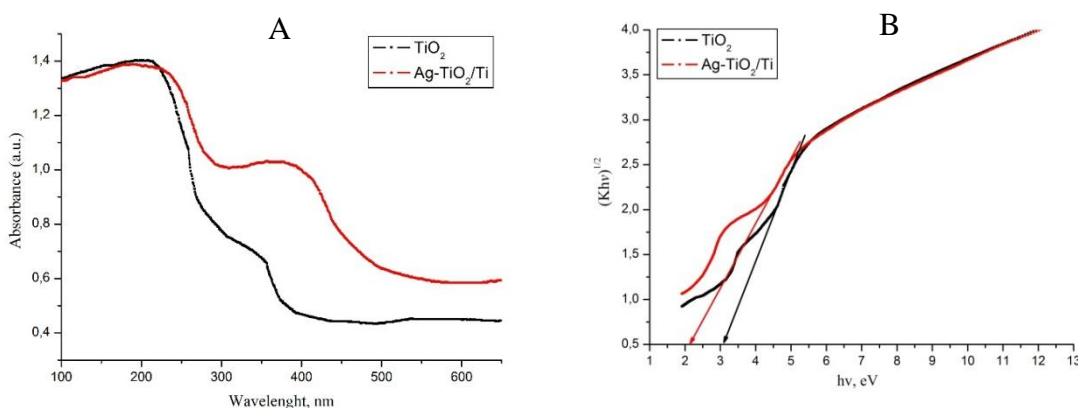 A
TiO2
Ag-TiO2/Ti
1,4
1,2
1,0
0,8
0,6
0,4
100 200 300 400 500 600
Absorbance (a.u.)
Wavelenght, nm
B
TiO2
Ag-TiO2/Ti
4,0
3,5
3,0
2,5
2,0
1,5
1,0
0,5
1 2 3 4 5 6 7 8 9 10 11 12 13
(Khν)1/2
hν, eV